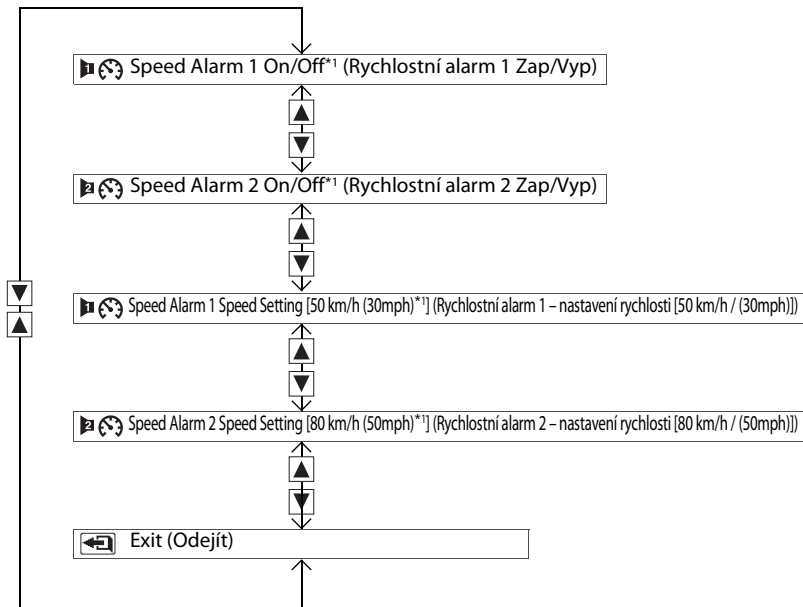 Speed Alarm 1 On/Off*1 (Rychlostní alarm 1 Zap/Vyp)
Speed Alarm 2 On/Off*1 (Rychlostní alarm 2 Zap/Vyp)
Speed Alarm 1 Speed Setting [50 km/h (30mph)*1] (Rychlostní alarm 1 – nastavení rychlosti [50 km/h / (30mph)])
Speed Alarm 2 Speed Setting [80 km/h (50mph)*1] (Rychlostní alarm 2 – nastavení rychlosti [80 km/h / (50mph)])
Exit (Odejít)